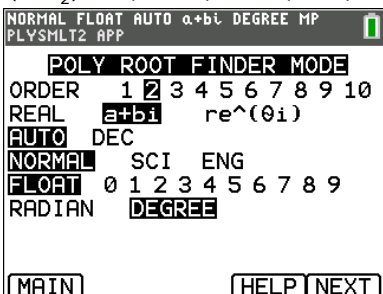 NORMAL FLOAT AUTO a+bi DEGREE MP
PLYSMLT2 APP
POLY ROOT FINDER MODE
ORDER 1 2 3 4 5 6 7 8 9 10
REAL a+bi re^(θi)
AUTO DEC
NORMAL SCI ENG
FLOAT 0 1 2 3 4 5 6 7 8 9
RADIAN DEGREE
MAIN HELP NEXT